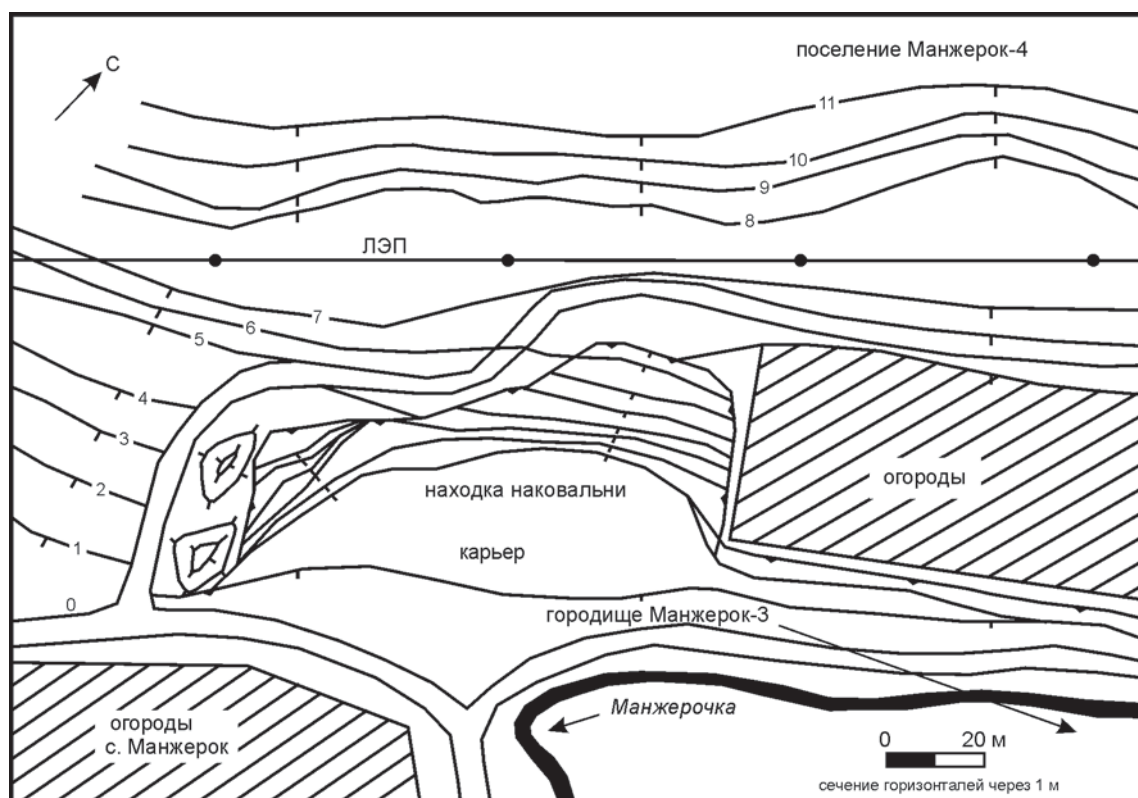 поселение Манжерок-4
С
11
10
9
8
ЛЭП
7
6
5
4
3
2
1
0
находка наковальни
огороды
карьер
городище Манжерок-3
Манжерочка
огороды
с. Манжерок
0 20 м
сечение горизонталей через 1 м